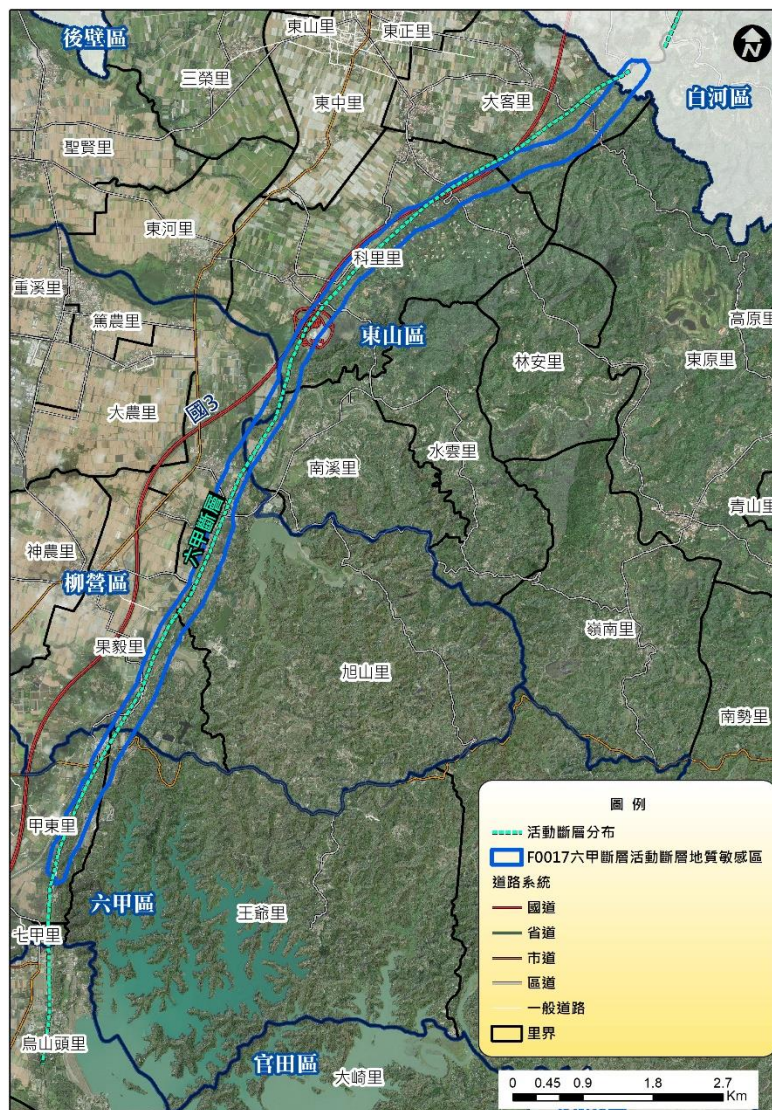 後壁區
東山里
東正里
N
三榮里
東中里
大客里
白河區
聖賢里
東河里
科里里
重溪里
篤農里
東山區
高原里
林安里
東原里
大農里
國3
水雲里
南溪里
青山里
六甲斷層
神農里
柳營區
果毅里
嶺南里
旭山里
南勢里
甲東里
六甲區
王爺里
七甲里
烏山頭里
官田區
大崎里
圖例
活動斷層分布
F0017六甲斷層活動斷層地質敏感區
道路系統
國道
省道
市道
區道
一般道路
里界
0 0.45 0.9 1.8 2.7
Km